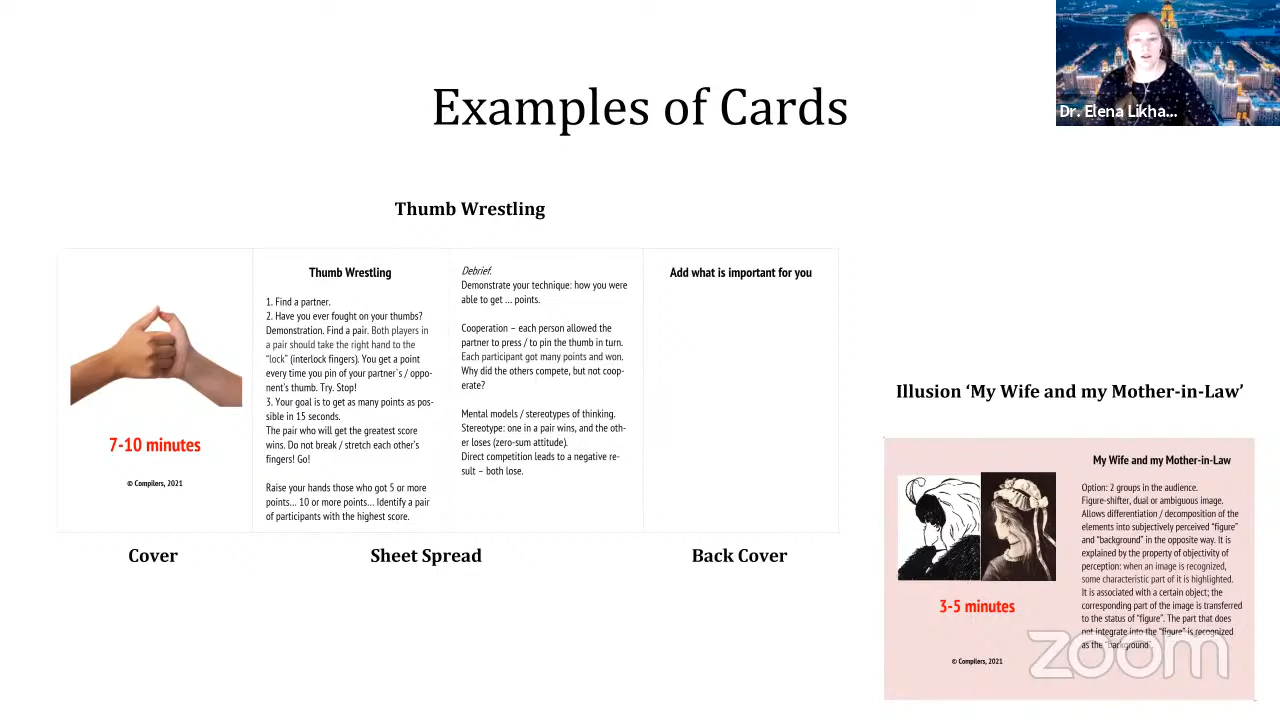 Dr. Elena Likha...
Examples of Cards
Thumb Wrestling
7-10 minutes
© Compilers, 2021
Thumb Wrestling
1. Find a partner.
2. Have you ever fought on your thumbs?
Demonstration. Find a pair. Both players in
a pair should take the right hand to the
"lock" (interlock fingers). You get a point
every time you pin of your partner`s / oppo-
nent's thumb. Try. Stop!
3. Your goal is to get as many points as pos-
sible in 15 seconds.
The pair who will get the greatest score
wins. Do not break / stretch each other's
fingers! Go!
Raise your hands those who got 5 or more
points... 10 or more points... Identify a pair
of participants with the highest score.
Debrief.
Demonstrate your technique: how you were
able to get ... points.
Cooperation – each person allowed the
partner to press / to pin the thumb in turn.
Each participant got many points and won.
Why did the others compete, but not coop-
erate?
Mental models / stereotypes of thinking.
Stereotype: one in a pair wins, and the oth-
er loses (zero-sum attitude).
Direct competition leads to a negative re-
sult – both lose.
Add what is important for you
Cover
Sheet Spread
Back Cover
Illusion 'My Wife and my Mother-in-Law'
3-5 minutes
© Compilers, 2021
My Wife and my Mother-in-Law
Option: 2 groups in the audience.
Figure-shifter, dual or ambiguous image.
Allows differentiation / decomposition of the
elements into subjectively perceived "figure"
and "background" in the opposite way. It is
explained by the property of objectivity of
perception: when an image is recognized,
some characteristic part of it is highlighted.
It is associated with a certain object; the
corresponding part of the image is transferred
to the status of "figure". The part that does
not integrate into the "figure" is recognized
as the "background".
zoom